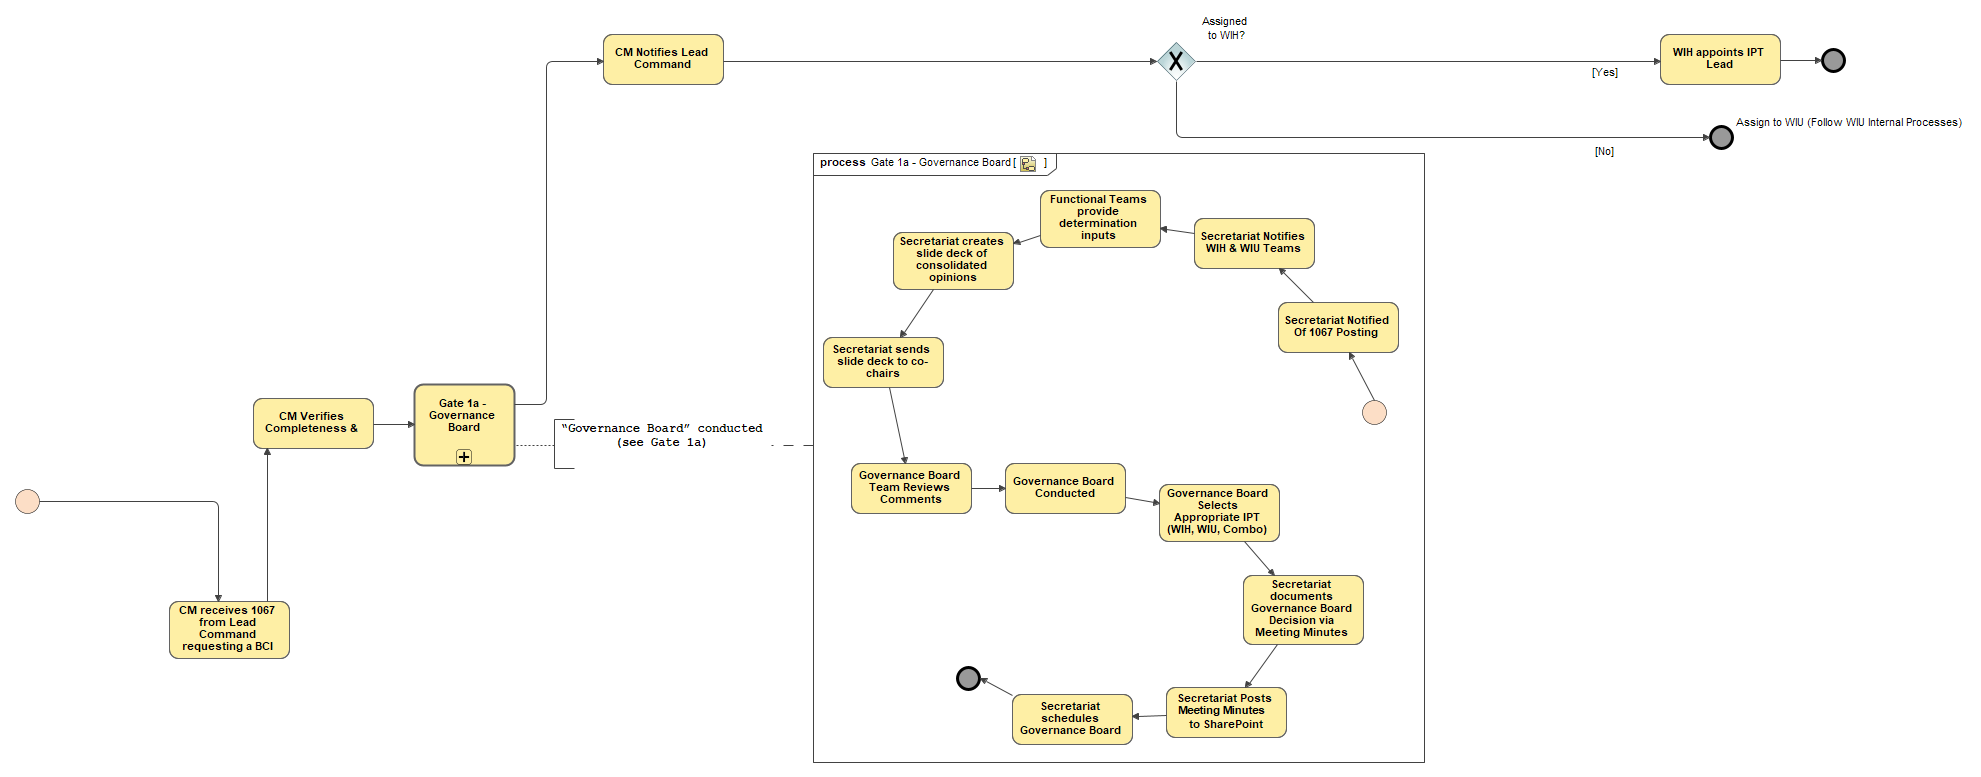 Assigned
to WIH?
CM Notifies Lead
Command
WIH appoints IPT
Lead
[Yes]
Assign to WIU (Follow WIU Internal Processes)
[No]
process Gate 1a - Governance Board [ ]
Functional Teams
provide
determination
inputs
Secretariat Notifies
WIH & WIU Teams
Secretariat creates
slide deck of
consolidated
opinions
Secretariat Notified
Of 1067 Posting
Secretariat sends
slide deck to co-
chairs
CM Verifies
Completeness &
Gate 1a -
Governance
Board
“Governance Board” conducted
(see Gate 1a)
Governance Board
Team Reviews
Comments
Governance Board
Conducted
Governance Board
Selects
Appropriate IPT
(WIH, WIU, Combo)
Secretariat
documents
Governance Board
Decision via
Meeting Minutes
CM receives 1067
from Lead
Command
requesting a BCI
Secretariat Posts
Meeting Minutes
to SharePoint
Secretariat
schedules
Governance Board